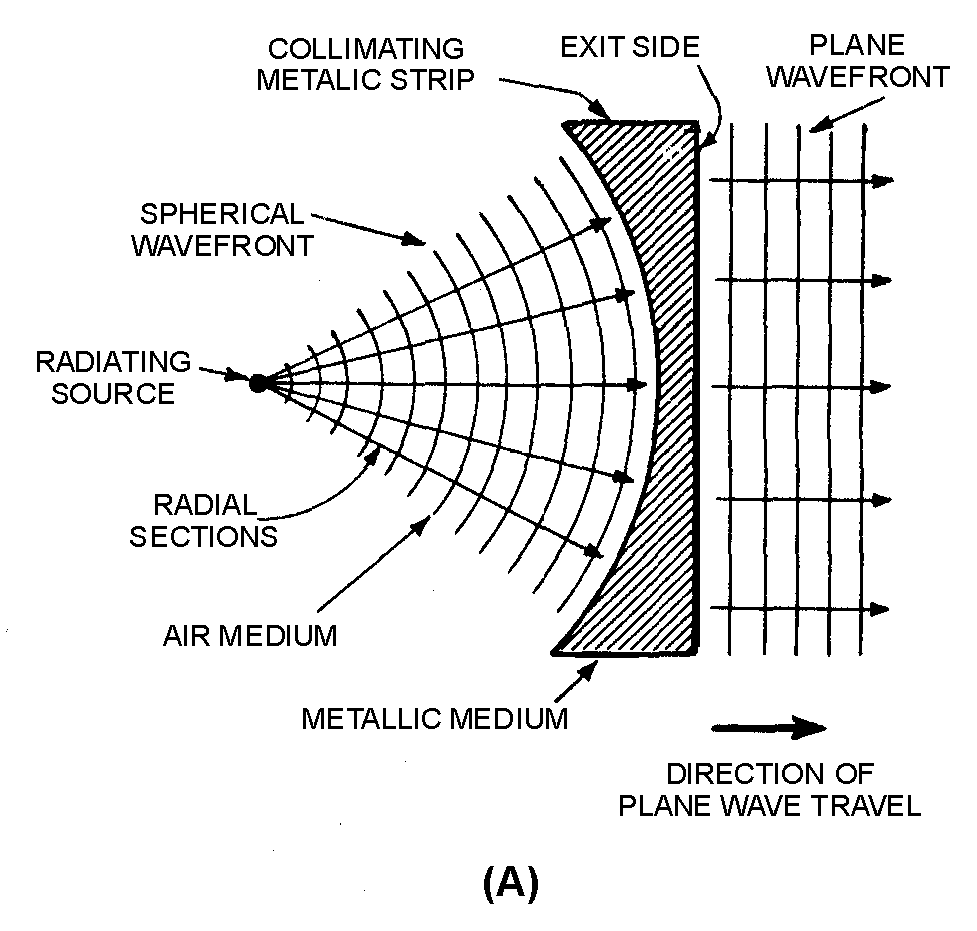 COLLIMATING
METALIC STRIP
EXIT SIDE
PLANE
WAVEFRONT
SPHERICAL
WAVEFRONT
RADIATING
SOURCE
RADIAL
SECTIONS
AIR MEDIUM
METALLIC MEDIUM
DIRECTION OF
PLANE WAVE TRAVEL
(A)